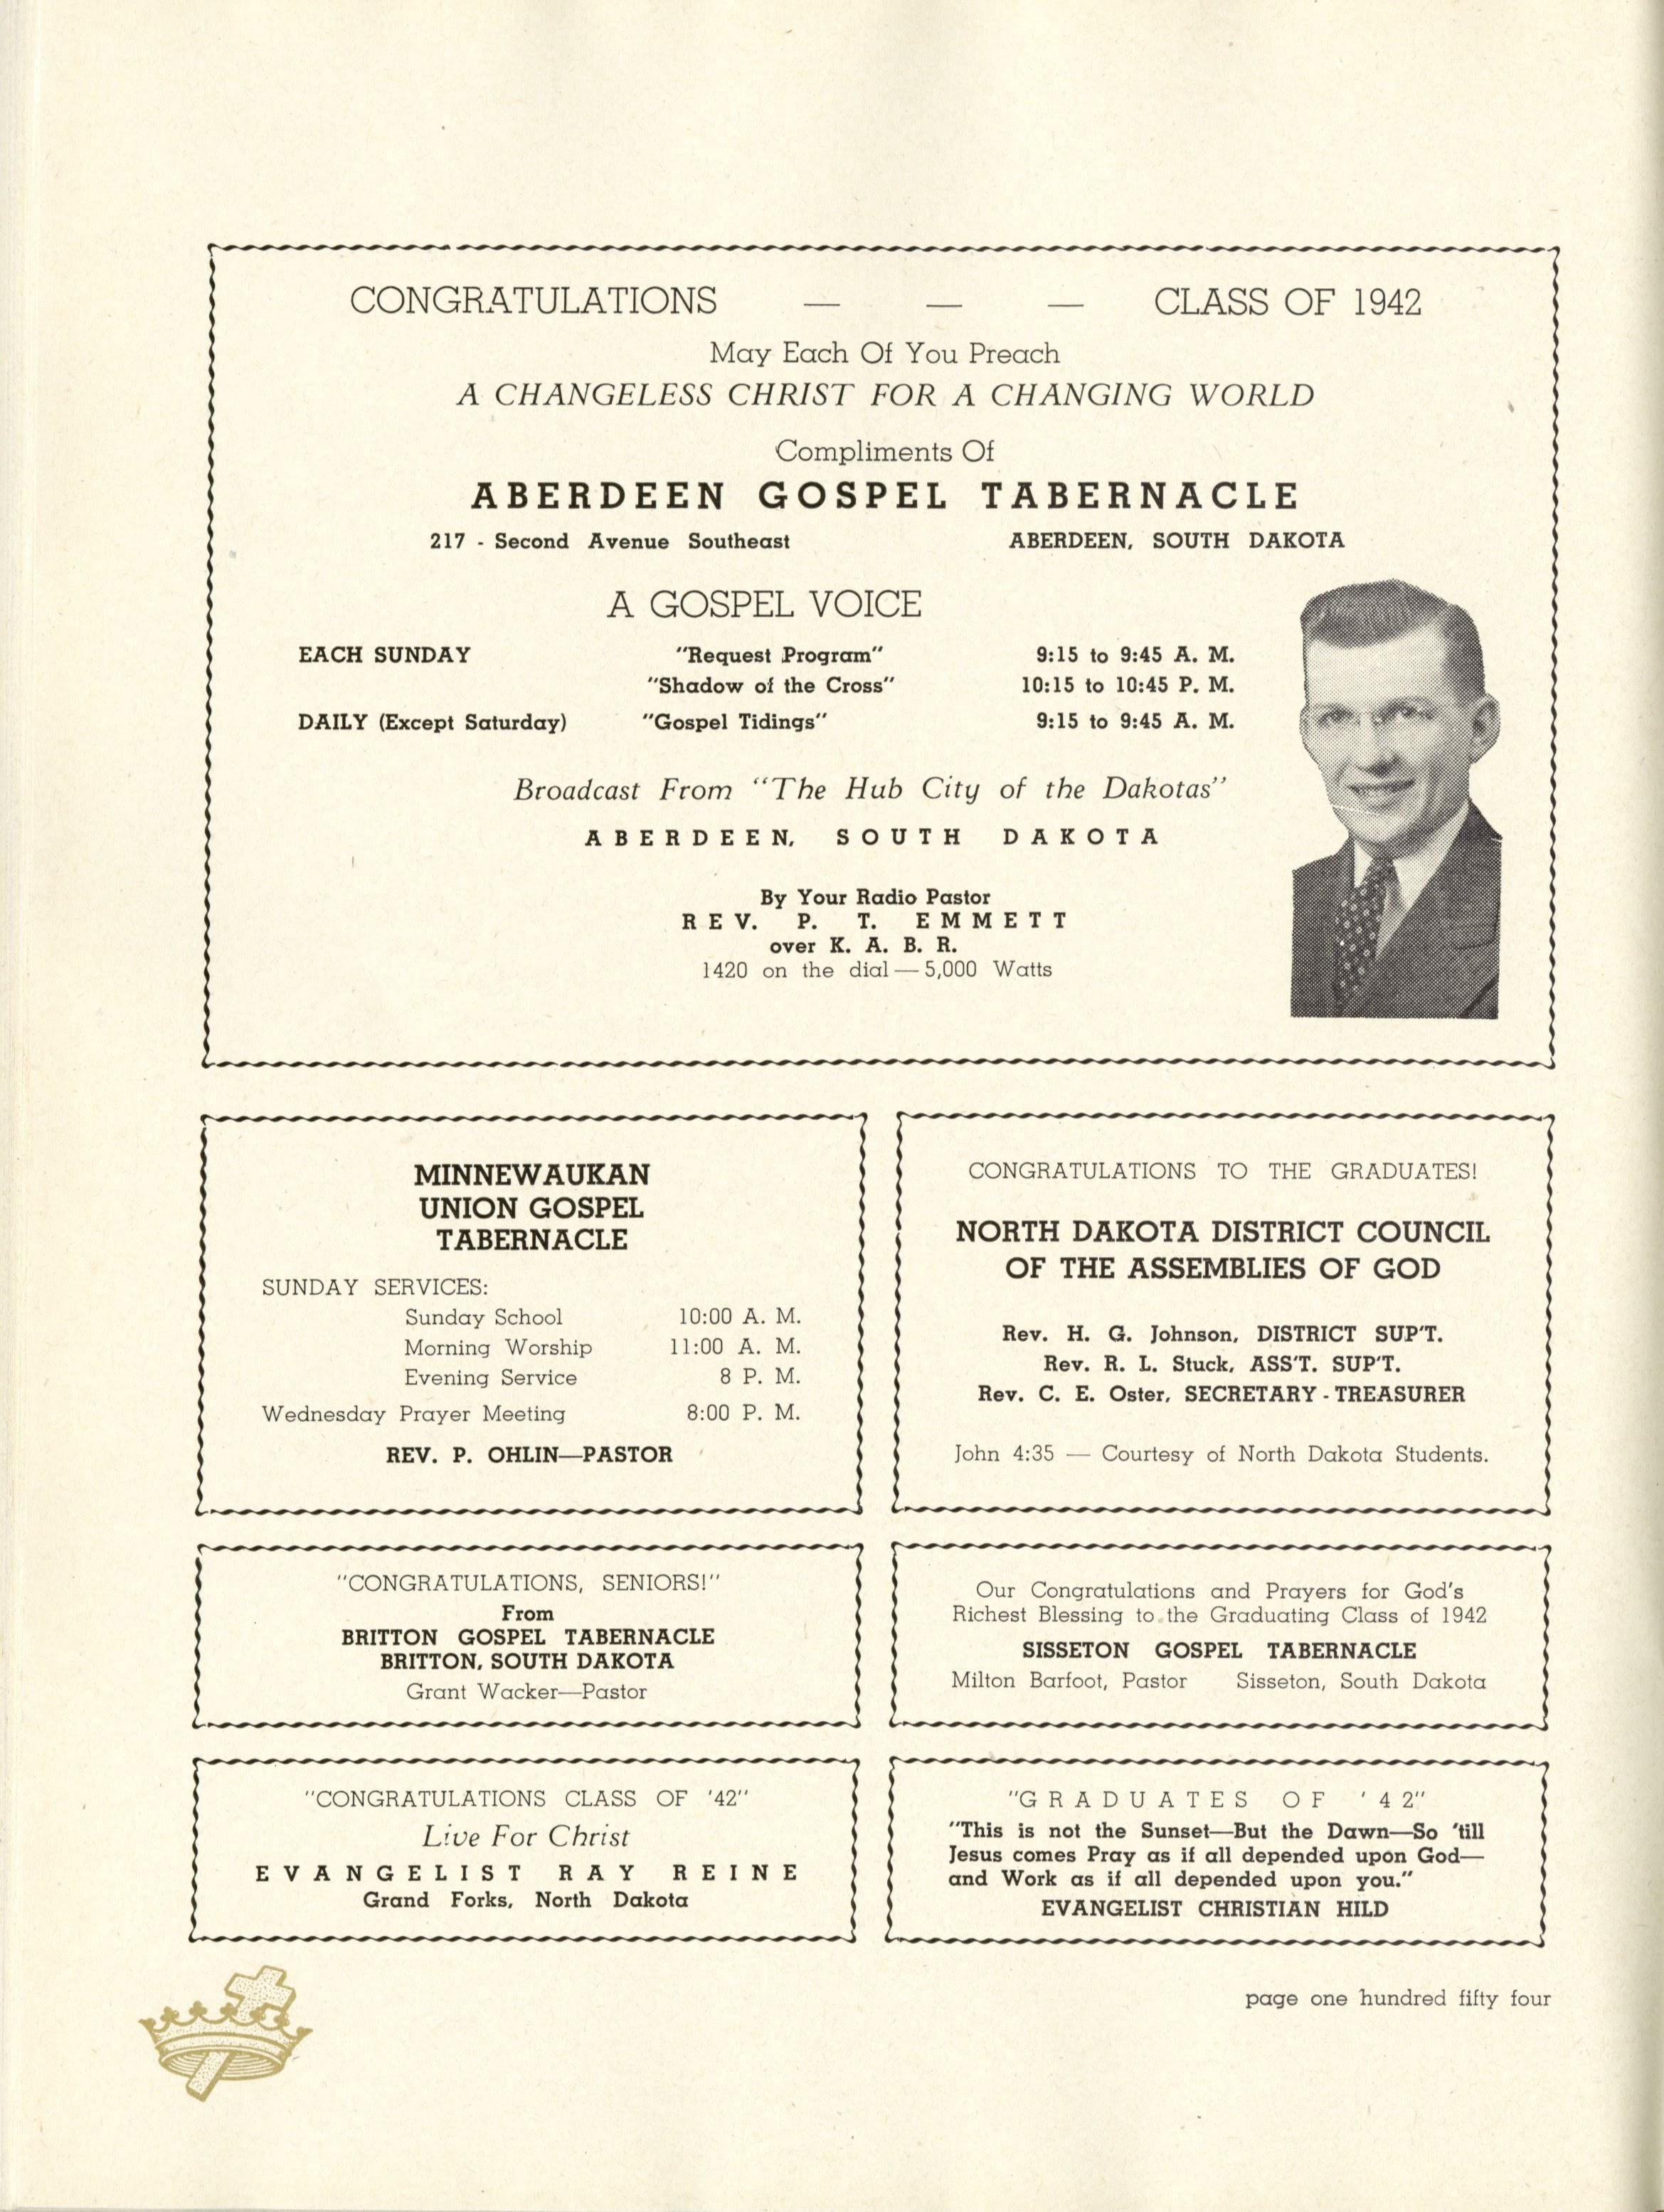 CONGRATULATIONS — — — CLASS OF 1942
May Each Of You Preach
A CHANGELESS CHRIST FOR A CHANGING WORLD
Compliments Of
ABERDEEN GOSPEL TABERNACLE
217 - Second Avenue Southeast ABERDEEN, SOUTH DAKOTA
A GOSPEL VOICE
EACH SUNDAY "Request Program" 9:15 to 9:45 A. M.
"Shadow of the Cross" 10:15 to 10:45 P. M.
DAILY (Except Saturday) "Gospel Tidings" 9:15 to 9:45 A. M.
Broadcast From "The Hub City of the Dakotas"
ABERDEEN, SOUTH DAKOTA
By Your Radio Pastor
REV. P. T. EMMETT
over K. A. B. R.
1420 on the dial — 5,000 Watts
MINNEWAUKAN
UNION GOSPEL
TABERNACLE
SUNDAY SERVICES:
Sunday School 10:00 A. M.
Morning Worship 11:00 A. M.
Evening Service 8 P. M.
Wednesday Prayer Meeting 8:00 P. M.
REV. P. OHLIN—PASTOR
CONGRATULATIONS TO THE GRADUATES!
NORTH DAKOTA DISTRICT COUNCIL
OF THE ASSEMBLIES OF GOD
Rev. H. G. Johnson, DISTRICT SUP'T.
Rev. R. L. Stuck, ASS'T. SUP'T.
Rev. C. E. Oster, SECRETARY - TREASURER
John 4:35 — Courtesy of North Dakota Students.
"CONGRATULATIONS, SENIORS!"
From
BRITTON GOSPEL TABERNACLE
BRITTON, SOUTH DAKOTA
Grant Wacker—Pastor
Our Congratulations and Prayers for God's
Richest Blessing to the Graduating Class of 1942
SISSETON GOSPEL TABERNACLE
Milton Barfoot, Pastor Sisseton, South Dakota
"CONGRATULATIONS CLASS OF '42"
Live For Christ
EVANGELIST RAY REINE
Grand Forks, North Dakota
"GRADUATES OF '42"
"This is not the Sunset—But the Dawn—So 'till
Jesus comes Pray as if all depended upon God—
and Work as if all depended upon you."
EVANGELIST CHRISTIAN HILD
page one hundred fifty four